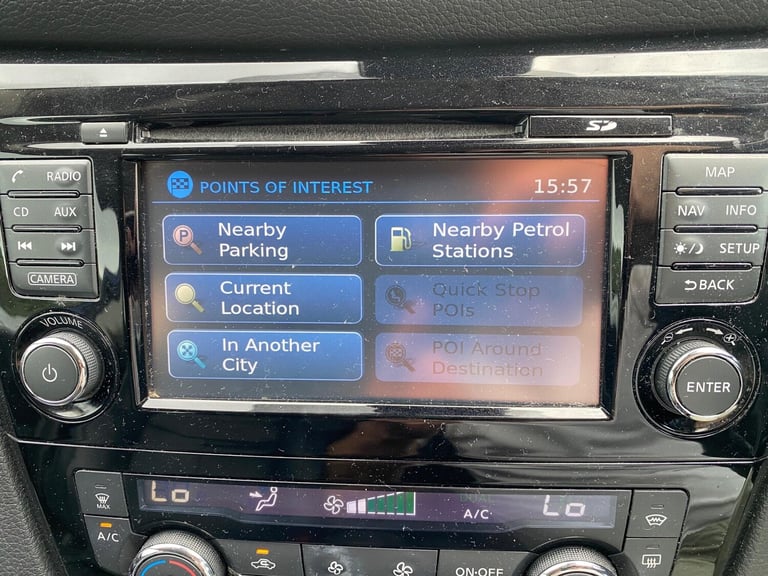 SD
RADIO
CD AUX
CAMERA
VOLUME
POINTS OF INTEREST 15:57
Nearby
Parking
Nearby Petrol
Stations
Current
Location
Quick Stop
POIs
In Another
City
POI Around
Destination
MAP
NAV INFO
SETUP
BACK
ENTER
MAX
A/C
Lo
DUAL
A/C
Lo
ON·OFF